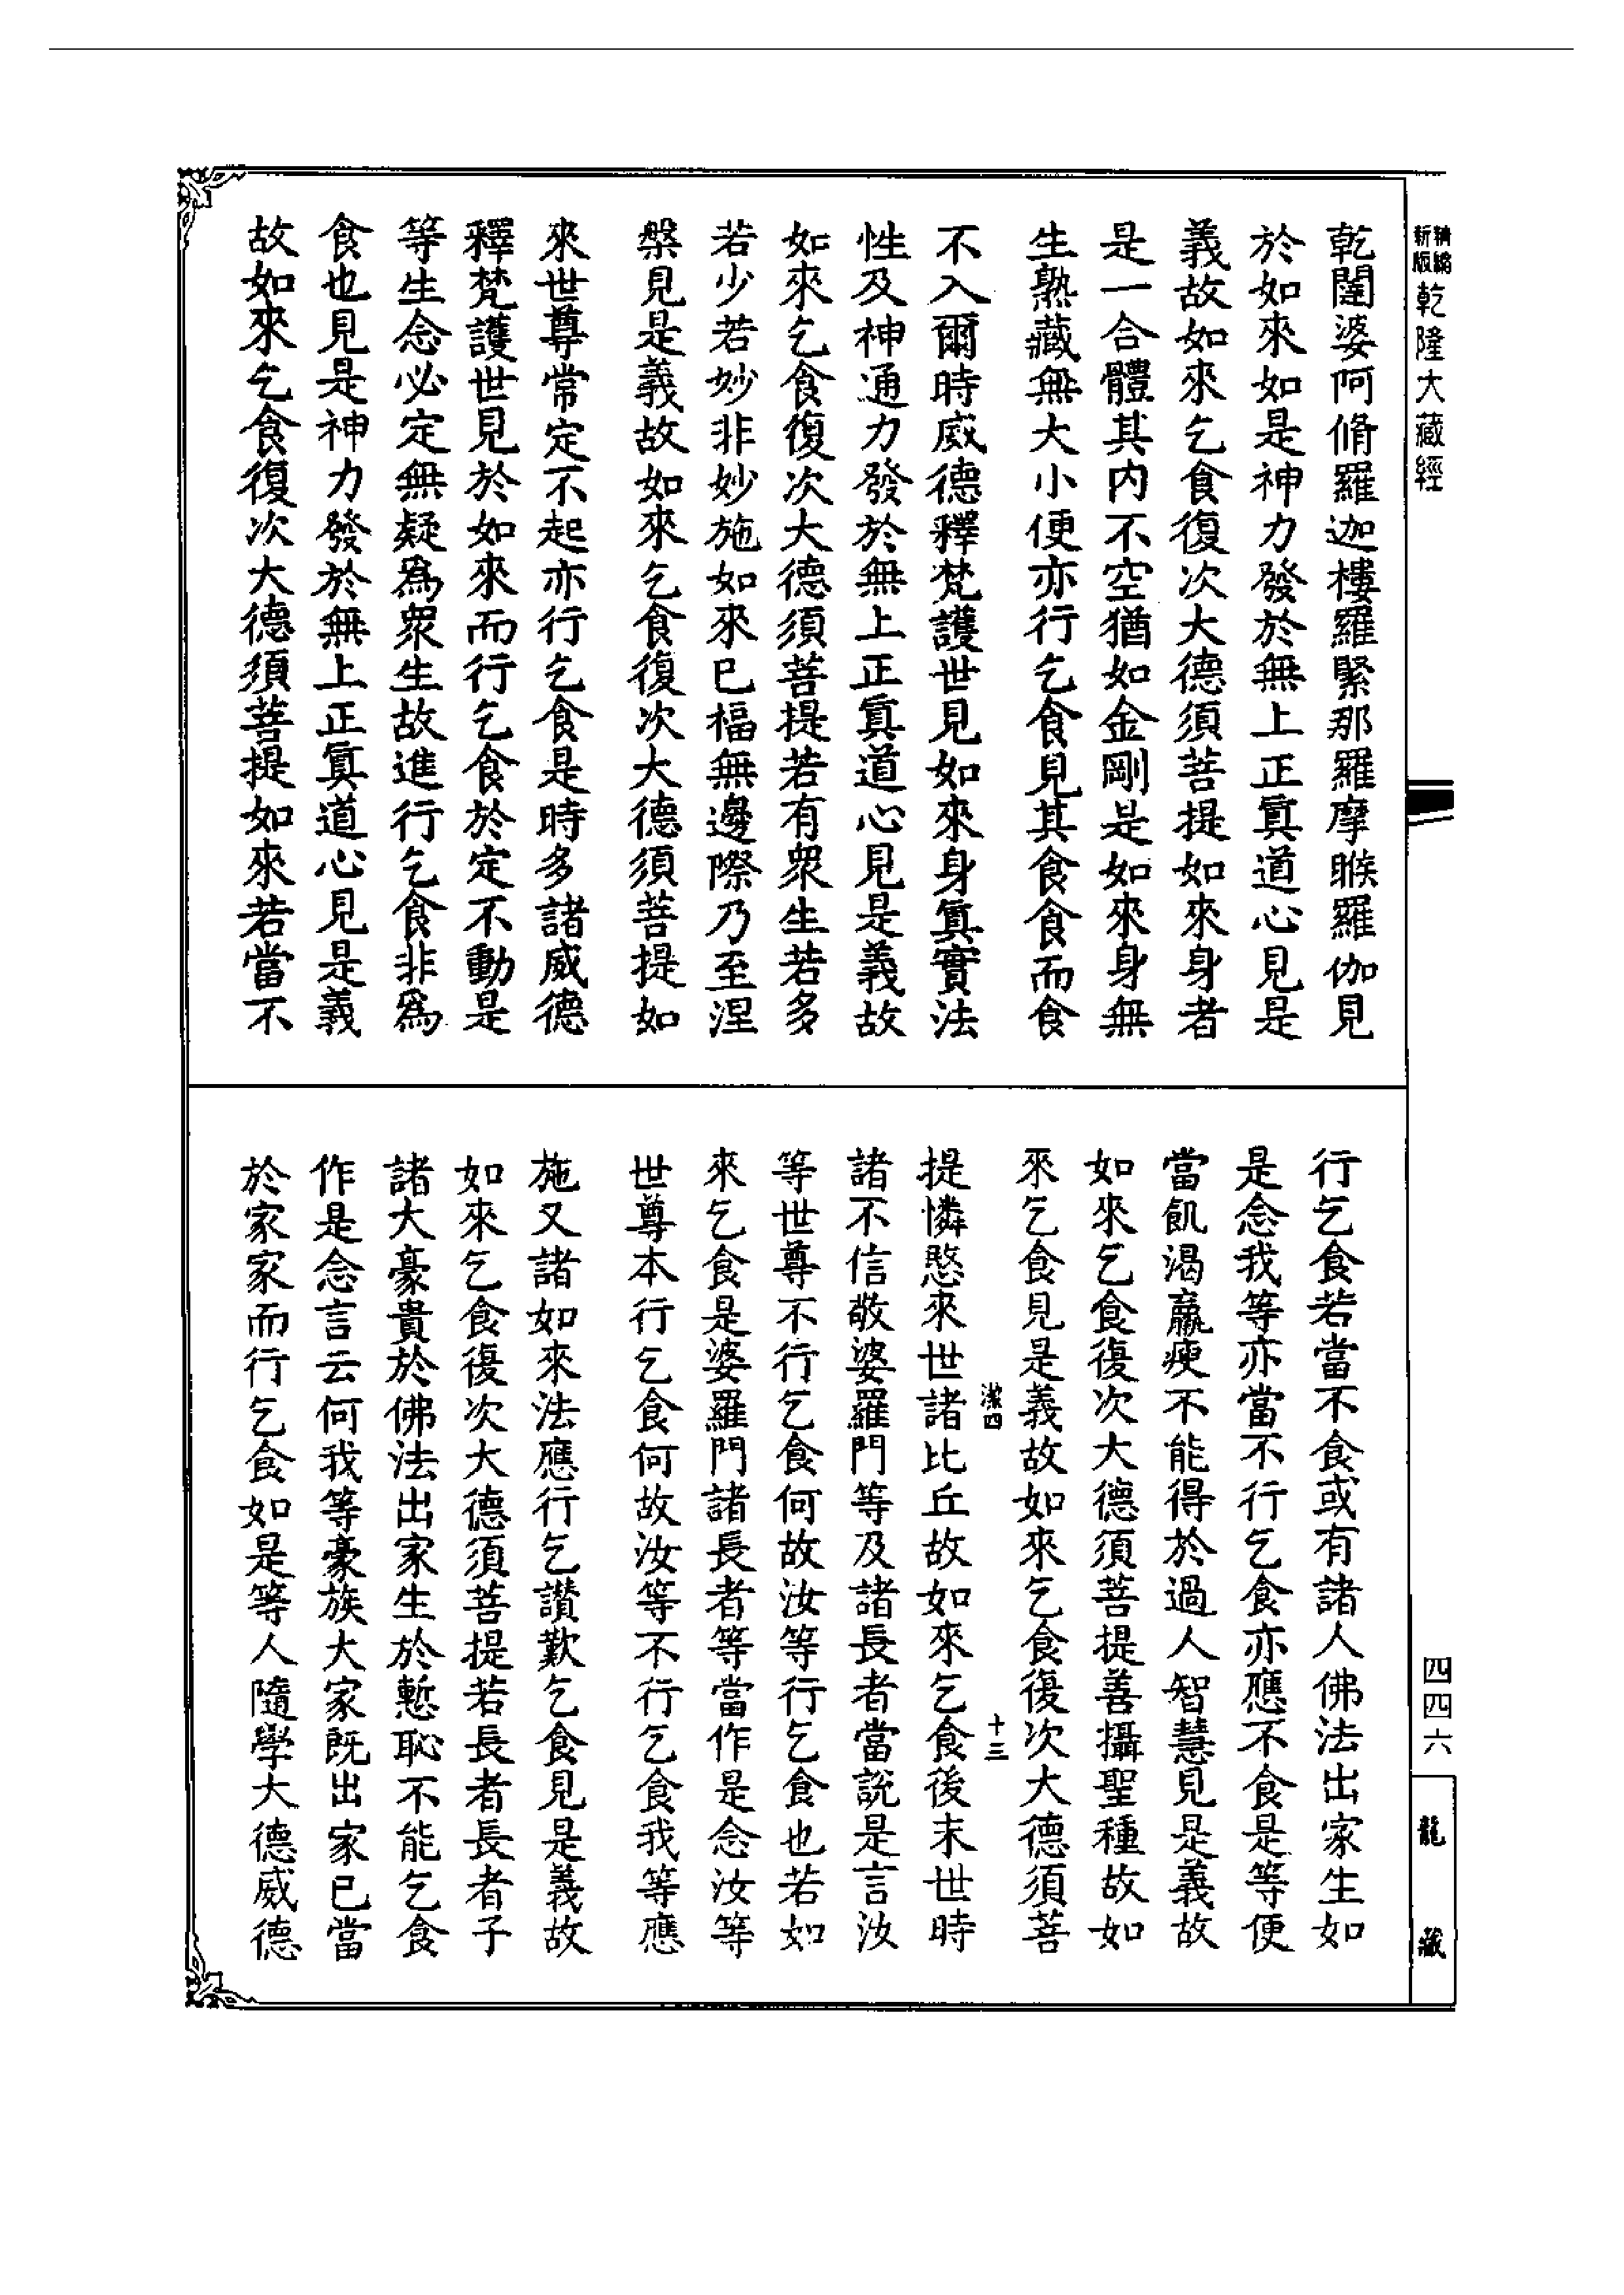 新版精縮乾隆大藏經
乾闥婆阿脩羅迦樓羅緊那羅摩睺羅伽見
於如來如是神力發於無上正眞道心見是
義故如來乞食復次大德須菩提如來身者
是一合體其內不空猶如金剛是如來身無
生熟藏無大小便亦行乞食見其食食而食
不入爾時威德釋梵護世見如來身眞實法
性及神通力發於無上正眞道心見是義故
如來乞食復次大德須菩提若有衆生若多
若少若妙非妙施如來已福無邊際乃至涅
槃見是義故如來乞食復次大德須菩提如
來世尊常定不起亦行乞食是時多諸威德
釋梵護世見於如來而行乞食於定不動是
等生念必定無疑爲衆生故進行乞食非爲
食也見是神力發於無上正眞道心見是義
故如來乞食復次大德須菩提如來若當不
行乞食若當不食或有諸人佛法出家生如
是念我等亦當不行乞食亦應不食是等便
當飢渴羸瘦不能得於過人智慧見是義故
如來乞食復次大德須菩提善攝聖種故如
來乞食見是義故如來乞食復次大德須菩
潔四
十三
提憐愍來世諸比丘故如來乞食後末世時
諸不信敬婆羅門等及諸長者當説是言汝
等世尊不行乞食何故汝等行乞食也若如
來乞食是婆羅門諸長者等當作是念汝等
世尊本行乞食何故汝等不行乞食我等應
施又諸如來法應行乞讃歎乞食見是義故
如來乞食復次大德須菩提若長者長者子
諸大豪貴於佛法出家生於慙恥不能乞食
作是念言云何我等豪族大家既出家已當
於家家而行乞食如是等人隨學大德威德
四四六
龍藏